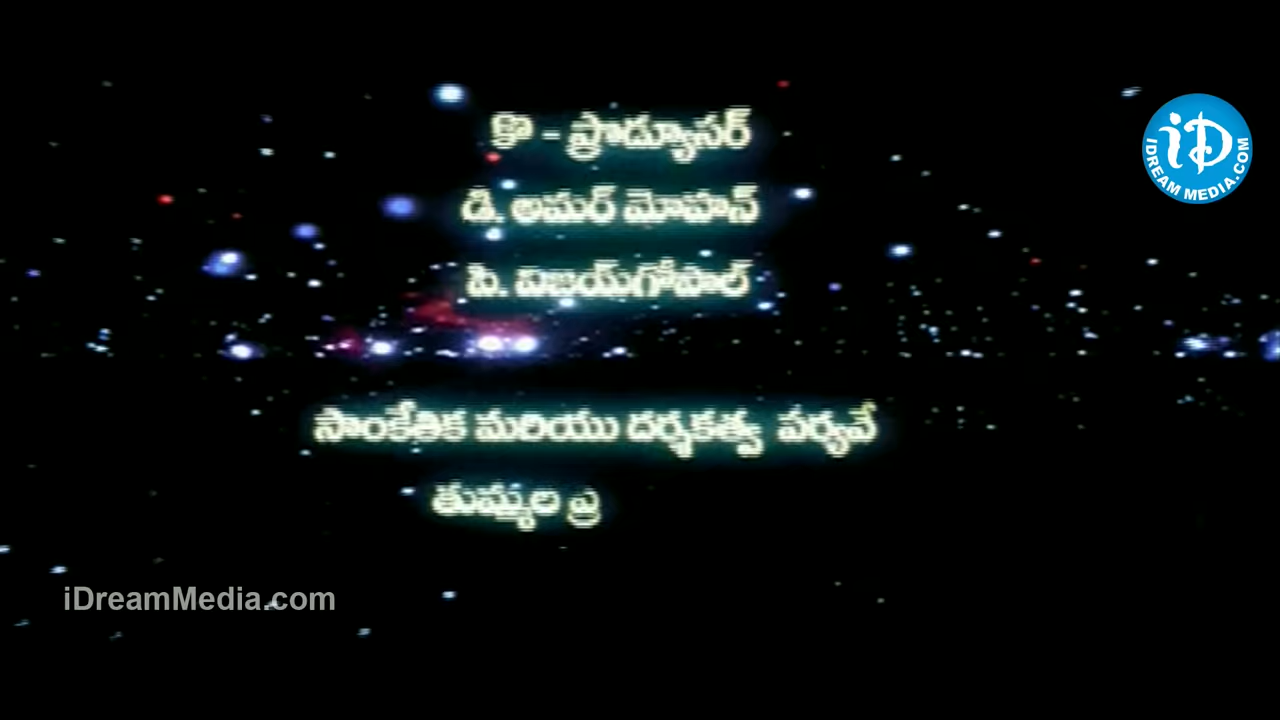 కొ - ప్రొడ్యూసర్
డి. అమర్ మోహన్
పి. విజయ్‌గోపాల్
సాంకేతిక మరియు దర్శకత్వ పర్యవే
తుమ్మల ప్ర
iDreamMedia.com
iD
IDREAM MEDIA.COM